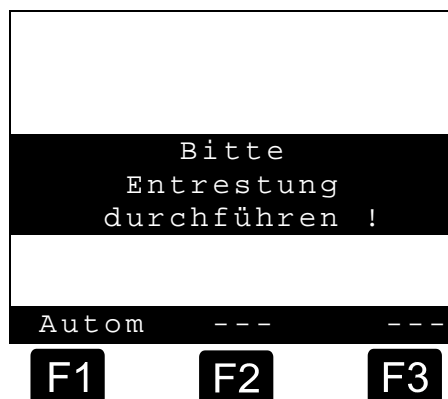 Bitte
Entrestung
durchführen !
Autom --- ---
F1 F2 F3